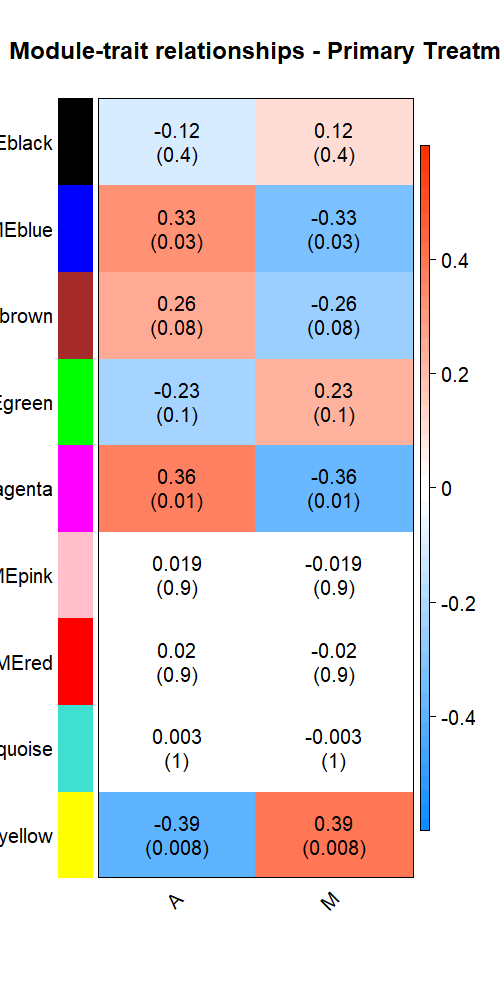 Module-trait relationships - Primary Treatm
Eblack -0.12 0.12
(0.4) (0.4)
MEblue 0.33 -0.33
(0.03) (0.03)
brown 0.26 -0.26
(0.08) (0.08)
Egreen -0.23 0.23
(0.1) (0.1)
agenta 0.36 -0.36
(0.01) (0.01)
MEpink 0.019 -0.019
(0.9) (0.9)
MEred 0.02 -0.02
(0.9) (0.9)
quoise 0.003 -0.003
(1) (1)
yellow -0.39 0.39
(0.008) (0.008)
A M
0.4
0.2
0
-0.2
-0.4